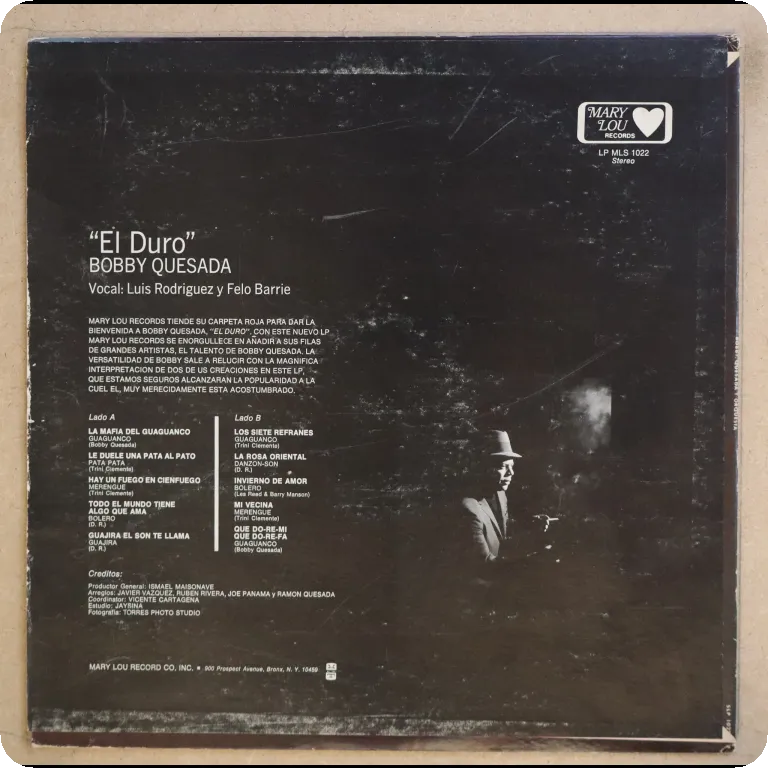 MARY
LOU
RECORDS
LP MLS 1022
Stereo
“El Duro”
BOBBY QUESADA
Vocal: Luis Rodriguez y Felo Barrie
MARY LOU RECORDS TIENDE SU CARPETA ROJA PARA DAR LA
BIENVENIDA A BOBBY QUESADA, “EL DURO”. CON ESTE NUEVO LP
MARY LOU RECORDS SE ENORGULLECE EN AÑADIR A SUS FILAS
DE GRANDES ARTISTAS, EL TALENTO DE BOBBY QUESADA. LA
VERSATILIDAD DE BOBBY SALE A RELUCIR CON LA MAGNIFICA
INTERPRETACION DE DOS DE US CREACIONES EN ESTE LP,
QUE ESTAMOS SEGUROS ALCANZARAN LA POPULARIDAD A LA
CUEL EL, MUY MERECIDAMENTE ESTA ACOSTUMBRADO.
Lado A
LA MAFIA DEL GUAGUANCO
GUAGUANCO
(Bobby Quesada)
LE DUELE UNA PATA AL PATO
PATA PATA
(Trini Clemente)
HAY UN FUEGO EN CIENFUEGO
MERENGUE
(Trini Clemente)
TODO EL MUNDO TIENE
ALGO QUE AMA
BOLERO
(D. R.)
GUAJIRA EL SON TE LLAMA
GUAJIRA
(D. R.)
Lado B
LOS SIETE REFRANES
GUAGUANCO
(Trini Clemente)
LA ROSA ORIENTAL
DANZON-SON
(D. R.)
INVIERNO DE AMOR
BOLERO
(Les Reed & Barry Manson)
MI VECINA
MERENGUE
(Trini Clemente)
QUE DO-RE-MI
QUE DO-RE-FA
GUAGUANCO
(Bobby Quesada)
Creditos:
Productor General: ISMAEL MAISONAVE
Arreglos: JAVIER VAZQUEZ, RUBEN RIVERA, JOE PANAMA y RAMON QUESADA
Coordinator: VICENTE CARTAGENA
Estudio: JAYSINA
Fotografia: TORRES PHOTO STUDIO
MARY LOU RECORD CO. INC. ■ 900 Prospect Avenue, Bronx, N. Y. 10459